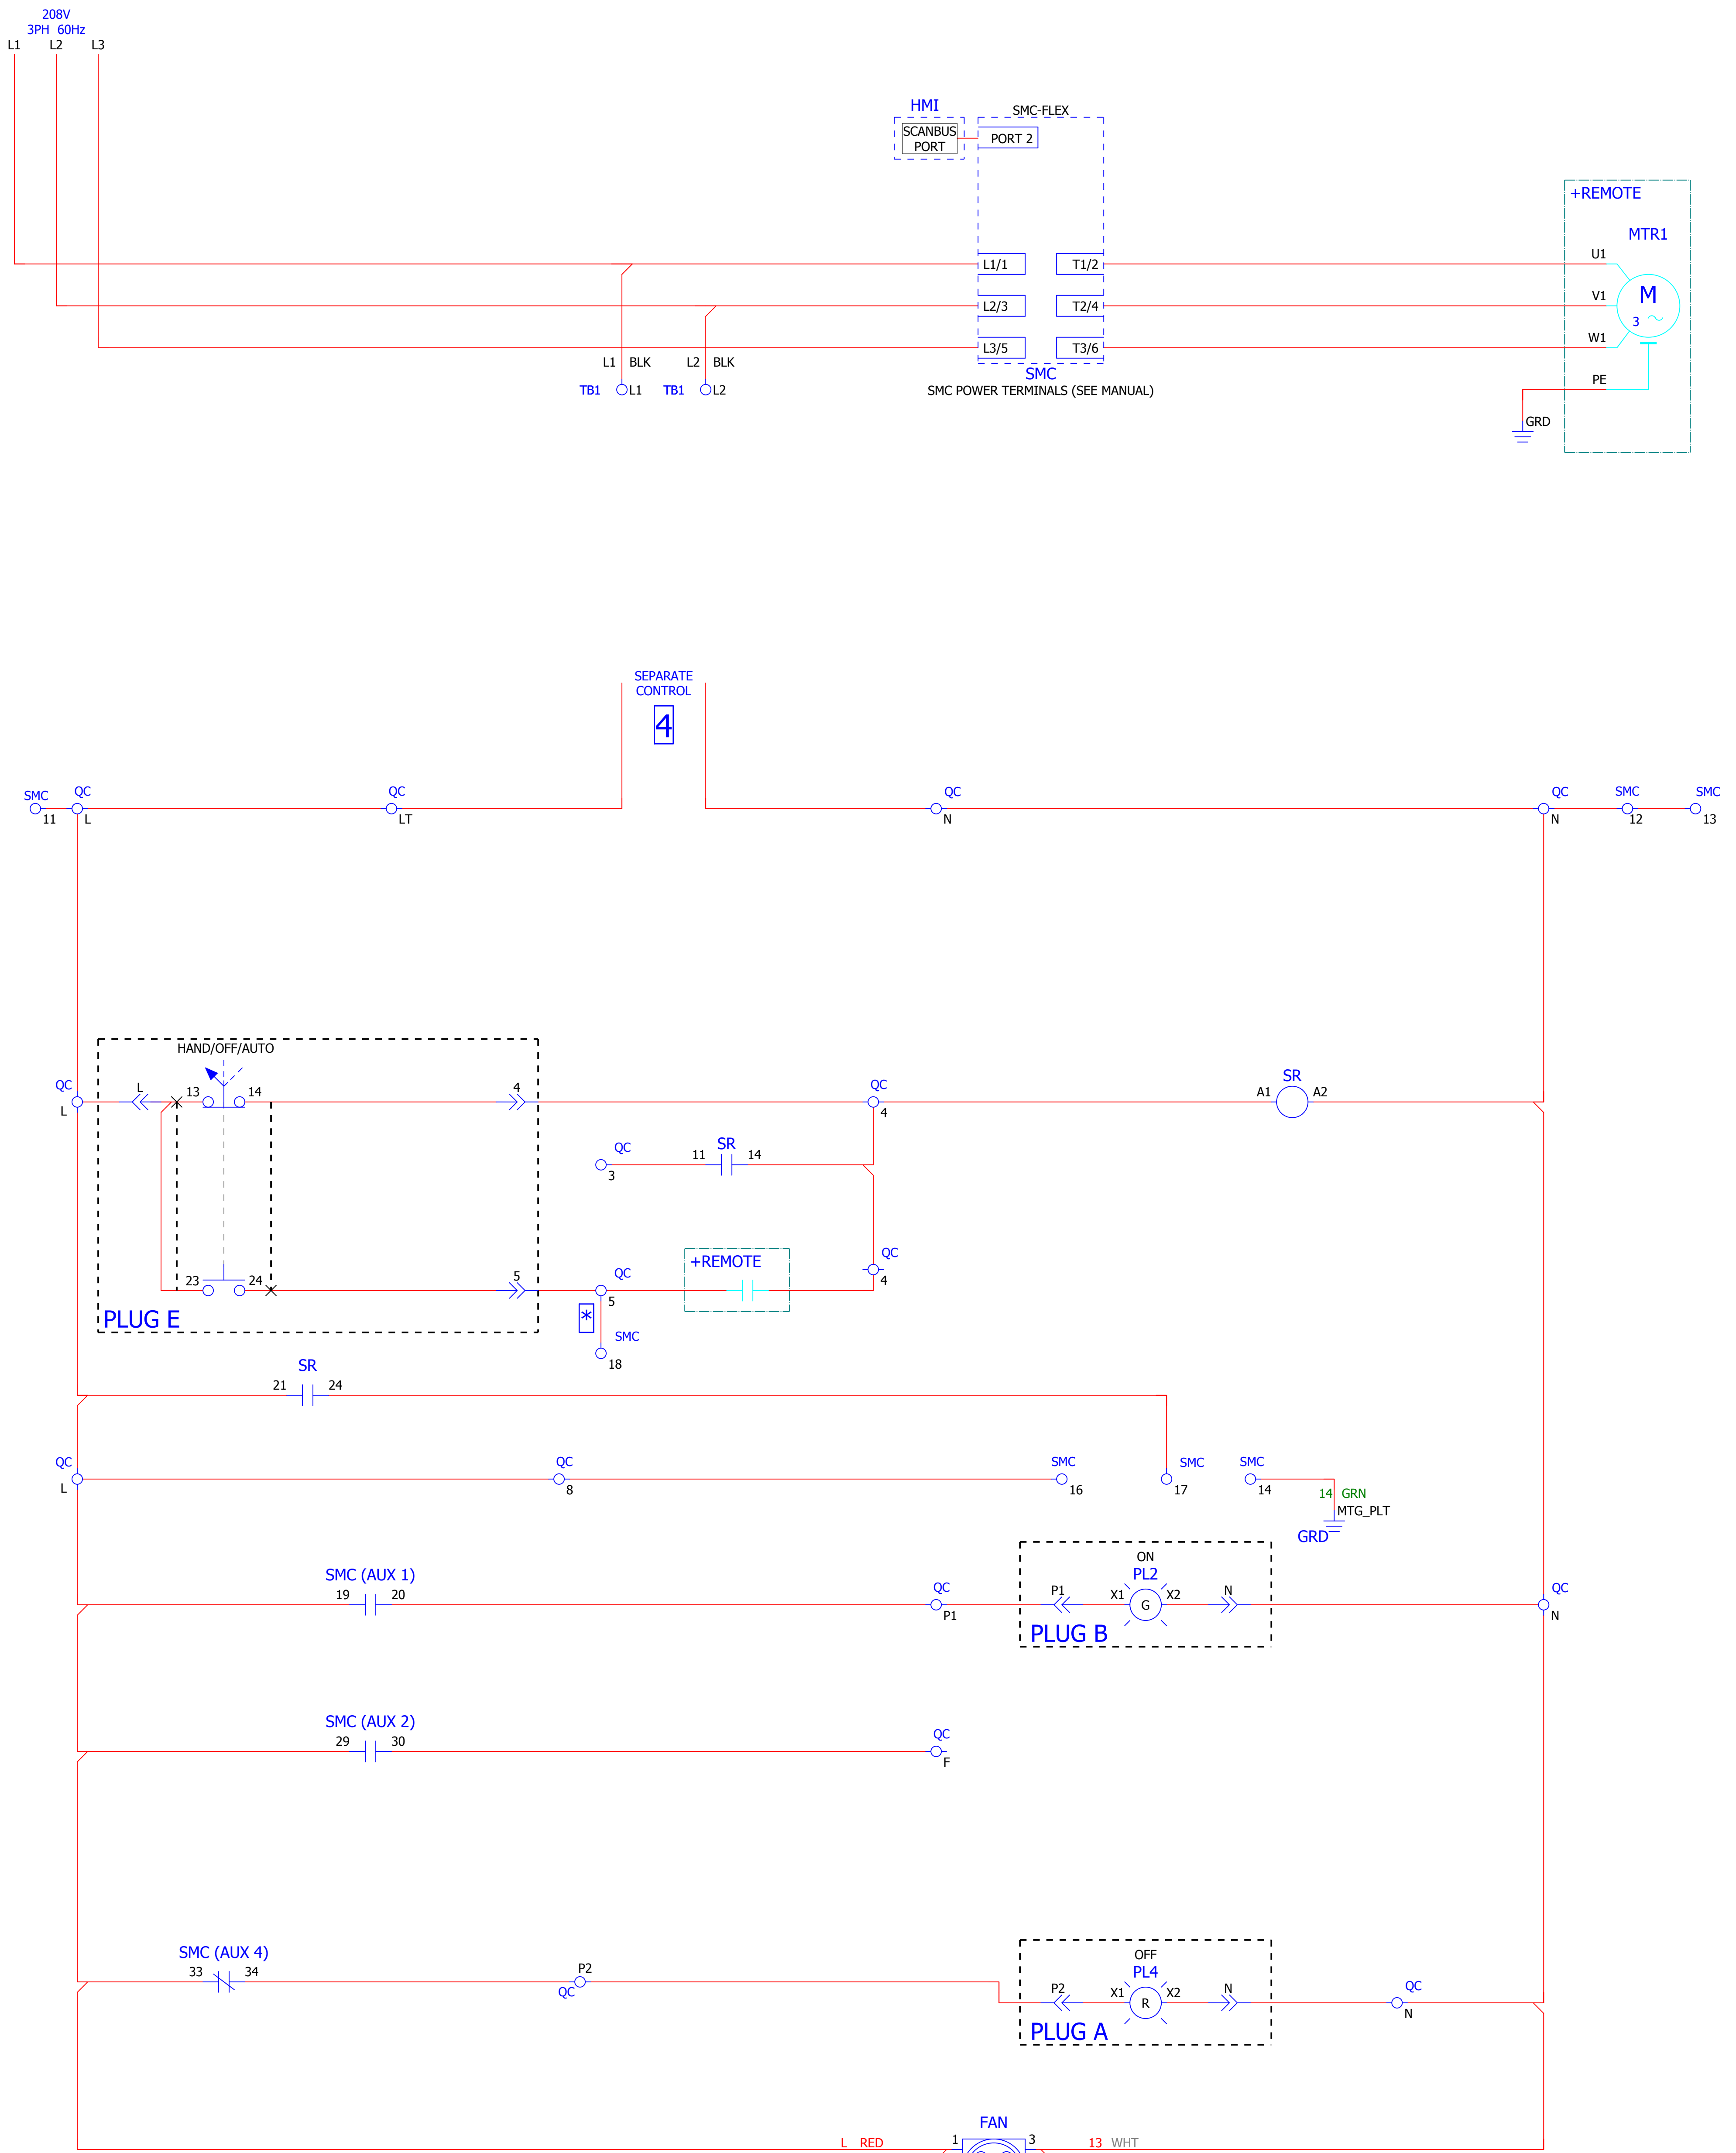 208V
3PH 60Hz
L1 L2 L3
HMI
SCANBUS
PORT
SMC-FLEX
PORT 2
+REMOTE
MTR1
L1/1 T1/2 U1
L2/3 T2/4 V1
M
3
L3/5 T3/6 W1
L1 BLK L2 BLK
SMC
TB1 L1 TB1 L2
SMC POWER TERMINALS (SEE MANUAL)
PE
GRD
SEPARATE
CONTROL
4
SMC QC QC QC QC SMC SMC
11 L LT N N 12 13
HAND/OFF/AUTO
QC L 13 14 4 QC SR
A1 A2
L 4
SR
QC 11 14
3
+REMOTE
QC
4
23 24 5 QC
5
PLUG E
*
SMC
18
SR
21 24
QC QC SMC SMC SMC
L 8 16 17 14
14 GRN
MTG_PLT
GRD
ON
SMC (AUX 1) PL2
19 20 QC P1 X1 G X2 N QC
P1 N
PLUG B
SMC (AUX 2)
29 30 QC
F
OFF
SMC (AUX 4) PL4
33 34 P2
QC
P2 X1 R X2 N QC
N
PLUG A
FAN
L RED 1 3 13 WHT